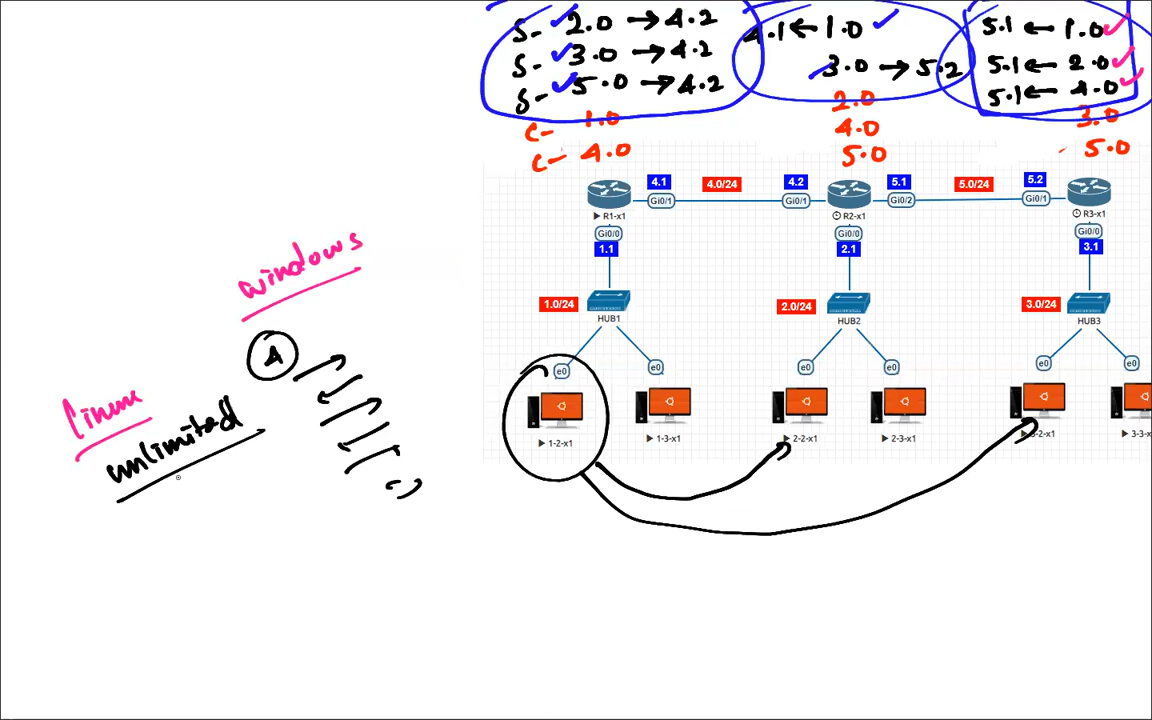 S- 2.0 → 4.2
S- 3.0 → 4.2
S- 5.0 → 4.2
C- 1.0
C- 4.0
4.1 ← 1.0
3.0 → 5.2
2.0
4.0
5.0
5.1 ← 1.0
5.1 ← 2.0
5.1 ← 4.0
3.0
5.0
4.1 4.0/24 4.2 5.1 5.0/24 5.2
Gi0/1 Gi0/1 Gi0/2 Gi0/1
R1-x1 R2-x1 R3-x1
Gi0/0 Gi0/0 Gi0/0
1.1 2.1 3.1
1.0/24 2.0/24 3.0/24
HUB1 HUB2 HUB3
e0 e0 e0 e0 e0 e0
1-2-x1 1-3-x1 2-2-x1 2-3-x1 3-2-x1 3-3-x
windows
A
linux
unlimited